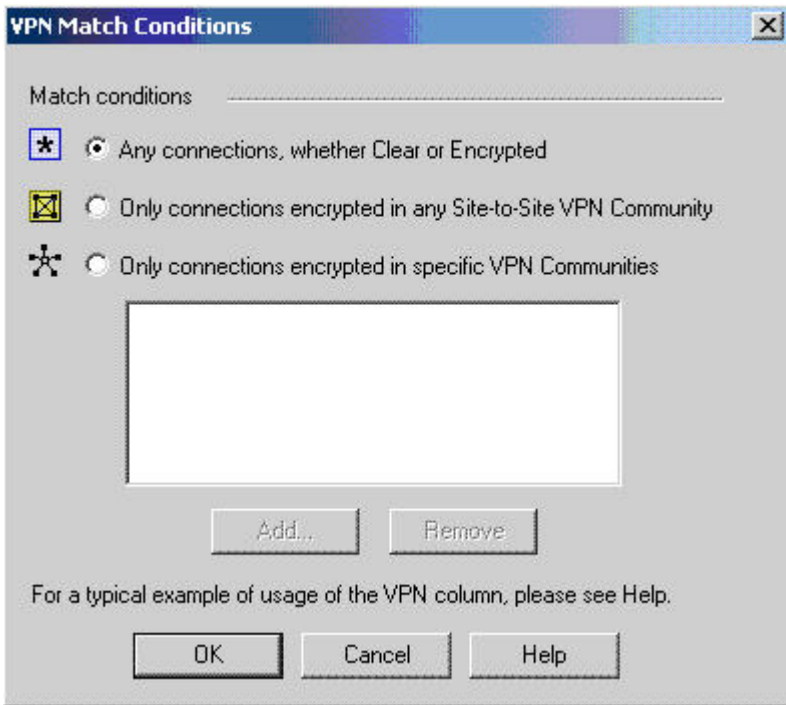 VPN Match Conditions
Match conditions
Any connections, whether Clear or Encrypted
Only connections encrypted in any Site-to-Site VPN Community
Only connections encrypted in specific VPN Communities
Add... Remove
For a typical example of usage of the VPN column, please see Help.
OK Cancel Help